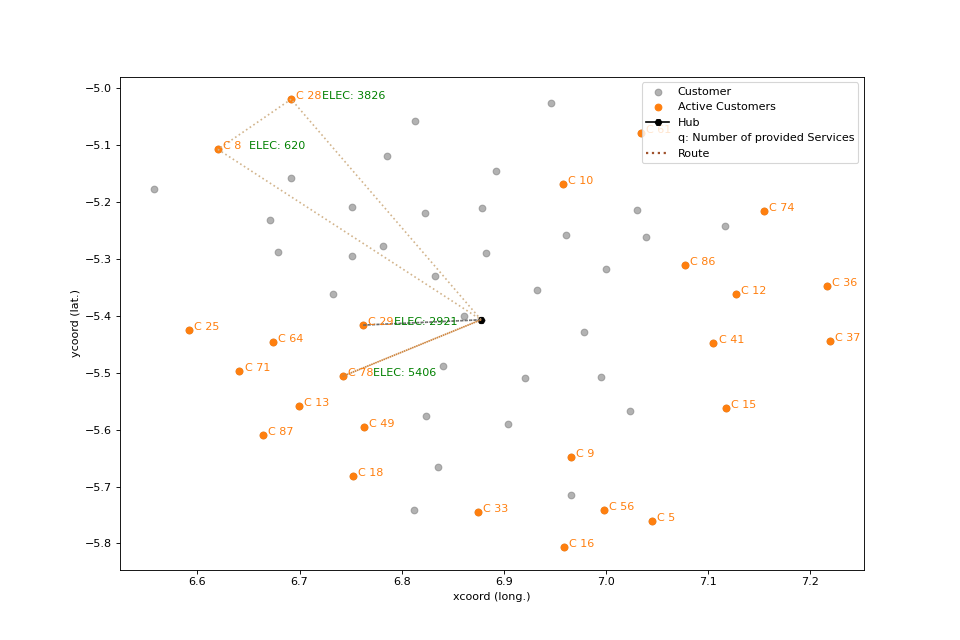 Customer
Active Customers
Hub
q: Number of provided Services
Route
C 28 ELEC: 3826
C 8 ELEC: 620
C 10
C 74
C 86
C 36
C 12
C 29 ELEC: 2921
C 25
C 64
C 41
C 37
C 71
C 78 ELEC: 5406
C 13
C 15
C 49
C 87
C 9
C 18
C 33
C 56
C 5
C 16
−5.0
−5.1
−5.2
−5.3
−5.4
−5.5
−5.6
−5.7
−5.8
ycoord (lat.)
6.6 6.7 6.8 6.9 7.0 7.1 7.2
xcoord (long.)